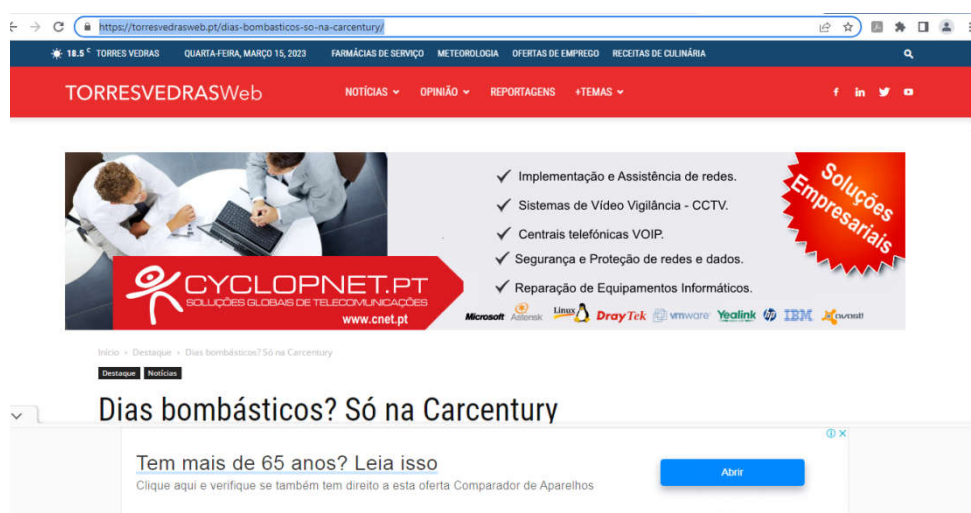 https://torresvedrasweb.pt/dias-bombasticos-so-na-carcentury/
18.5 C TORRES VEDRAS QUARTA-FEIRA, MARÇO 15, 2023 FARMÁCIAS DE SERVIÇO METEOROLOGIA OFERTAS DE EMPREGO RECEITAS DE CULINÁRIA
TORRESVEDRASWeb NOTÍCIAS OPINIÃO REPORTAGENS +TEMAS
Implementação e Assistência de redes.
Sistemas de Vídeo Vigilância - CCTV.
Centrais telefónicas VOIP.
Segurança e Proteção de redes e dados.
Reparação de Equipamentos Informáticos.
Soluções
Empresariais
CYCLOPNET.PT
SOLUÇÕES GLOBAIS DE TELECOMUNICAÇÕES
www.cnet.pt
Microsoft Asterisk Linux DrayTek vmware Yealink hp IBM avast!
Início › Destaque › Dias bombásticos? Só na Carcentury
Destaque Notícias
Dias bombásticos? Só na Carcentury
Tem mais de 65 anos? Leia isso
Clique aqui e verifique se também tem direito a esta oferta Comparador de Aparelhos
Abrir